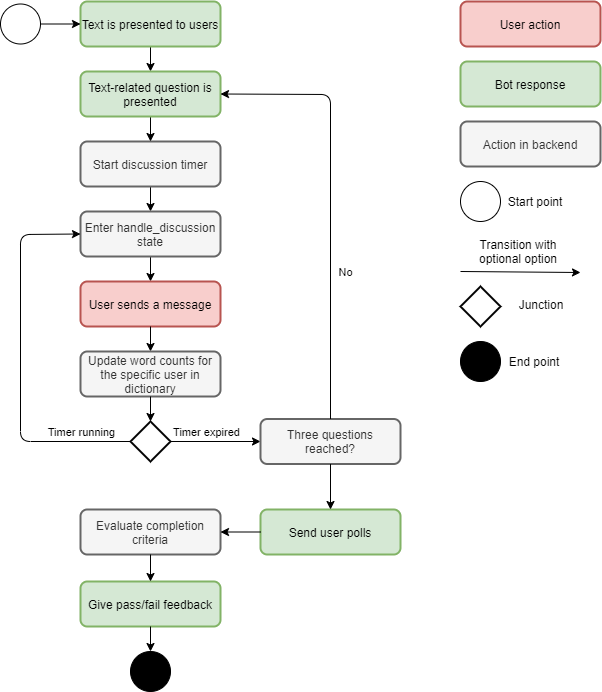 Text is presented to users
Text-related question is
presented
Start discussion timer
Enter handle_discussion
state
User sends a message
Update word counts for
the specific user in
dictionary
Timer running
Timer expired
Three questions
reached?
No
Send user polls
Evaluate completion
criteria
Give pass/fail feedback
User action
Bot response
Action in backend
Start point
Transition with
optional option
Junction
End point